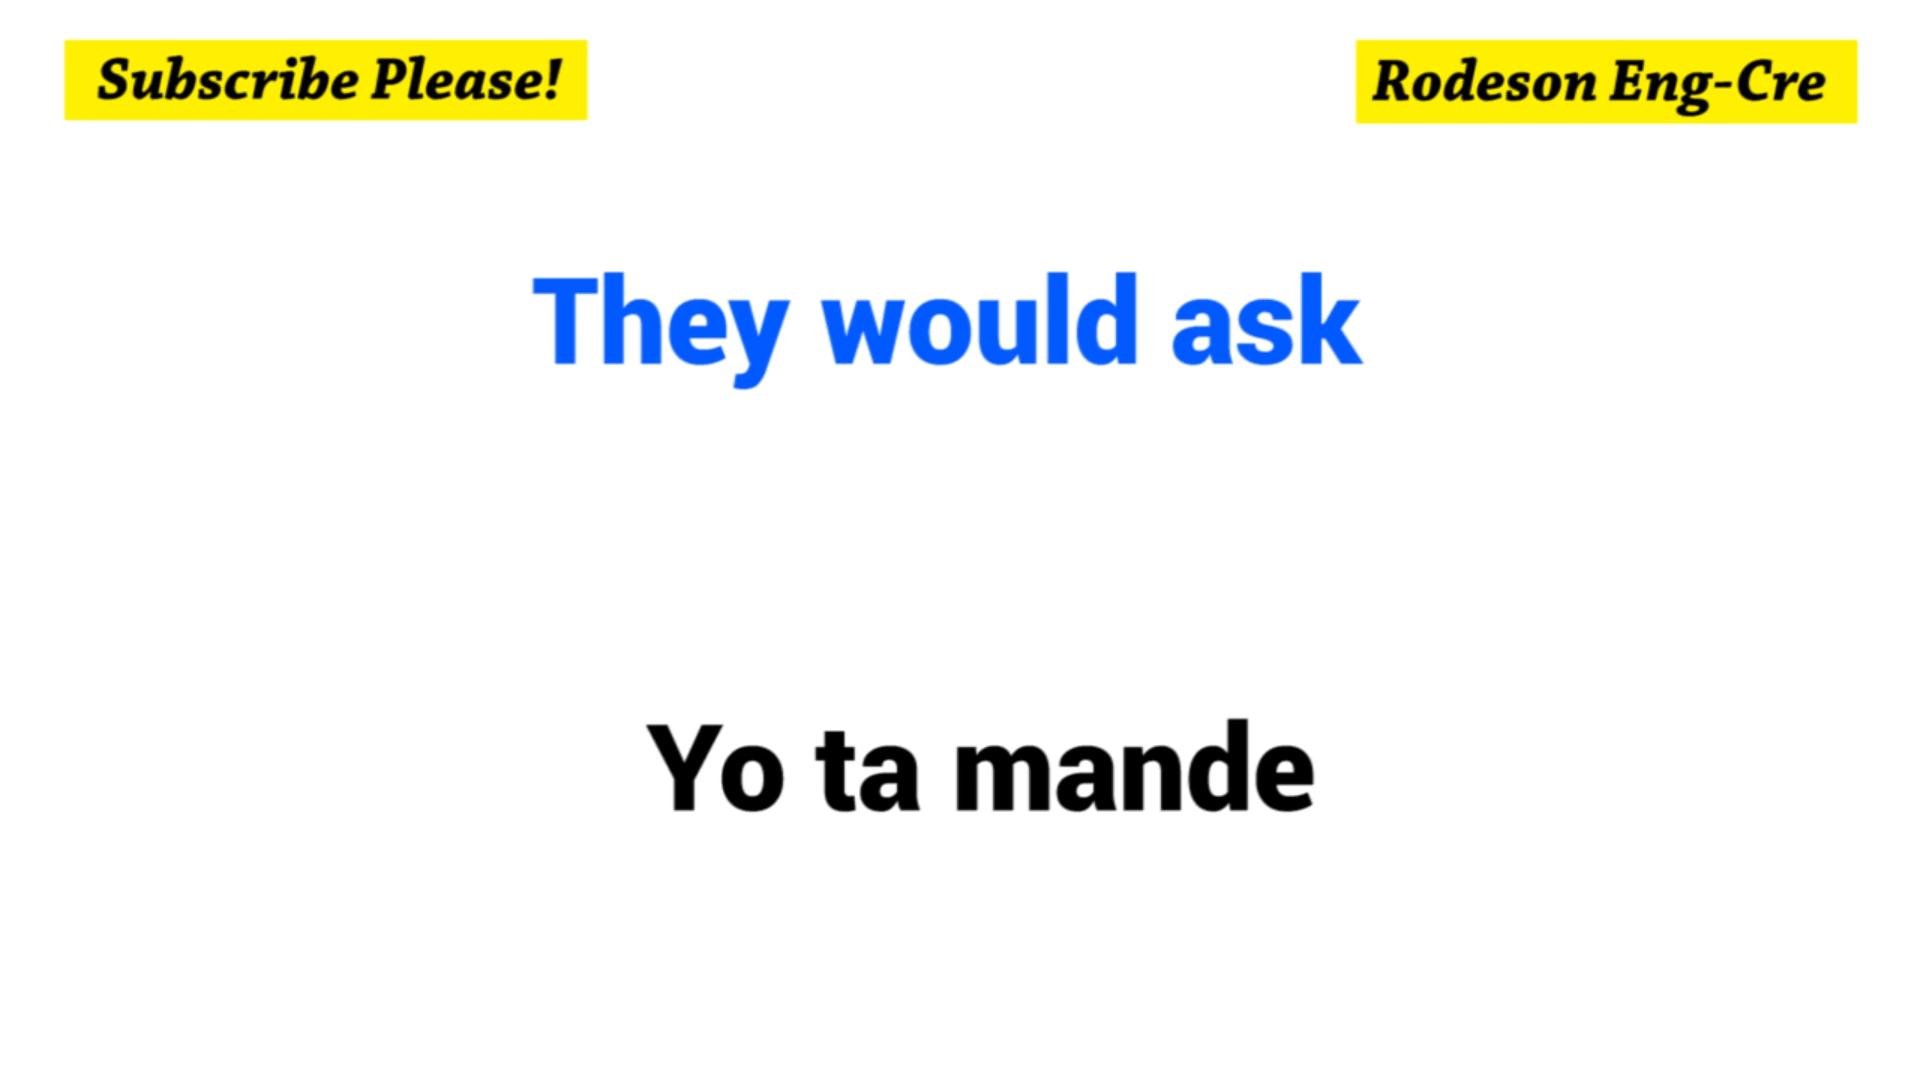 Subscribe Please!
Rodeson Eng-Cre
They would ask
Yo ta mande